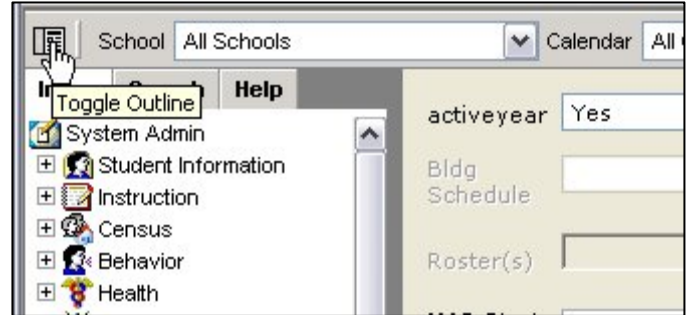 School All Schools Calendar All
Help
Toggle Outline
activeyear Yes
System Admin
Student Information
Bldg
Schedule
Instruction
Census
Roster(s)
Behavior
Health